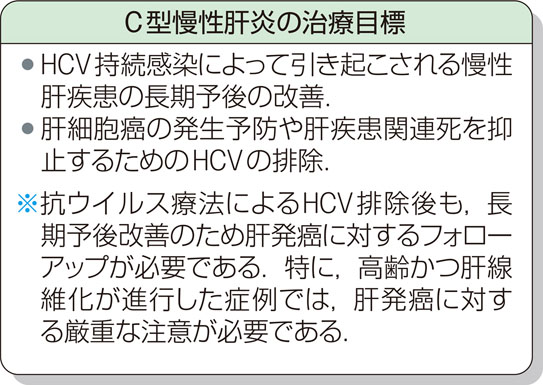 C型慢性肝炎の治療目標
●HCV持続感染によって引き起こされる慢性
肝疾患の長期予後の改善.
●肝細胞癌の発生予防や肝疾患関連死を抑
止するためのHCVの排除.
※抗ウイルス療法によるHCV排除後も,長
期予後改善のため肝発癌に対するフォロー
アップが必要である.特に,高齢かつ肝線
維化が進行した症例では,肝発癌に対す
る厳重な注意が必要である.